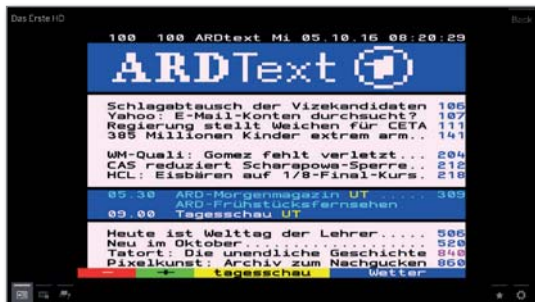 Das Erste HD
Back
100 100 ARDtext Mi 05.10.16 08:20:29
ARDText
Schlagabtausch der Vizekandidaten 106
Yahoo: E-Mail-Konten durchsucht? 107
Regierung stellt Weichen für CETA 111
385 Millionen Kinder extrem arm.. 141
WM-Quali: Gomez fehlt verletzt... 204
CAS reduziert Scharapowa-Sperre.. 212
HCL: Eisbären auf 1/8-Final-Kurs. 218
05.30 ARD-Morgenmagazin UT ..... 309
ARD-Frühstücksfernsehen
09.00 Tagesschau UT
Heute ist Welttag der Lehrer..... 506
Neu im Oktober................... 520
Tatort: Die unendliche Geschichte 840
Pixelkunst: Archiv zum Nachgucken 860
- + tagesschau Wetter